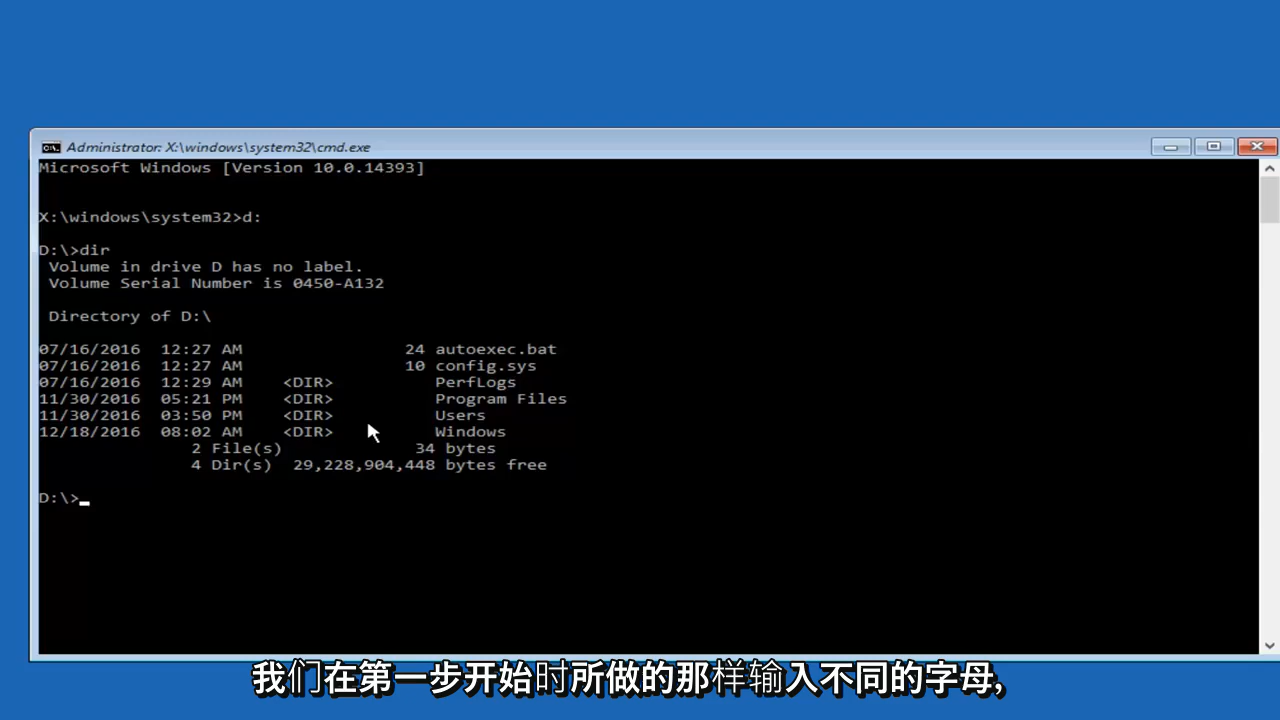 Administrator: X:\windows\system32\cmd.exe
Microsoft Windows [Version 10.0.14393]
X:\windows\system32>d:
D:\>dir
Volume in drive D has no label.
Volume Serial Number is 0450-A132
Directory of D:\
07/16/2016 12:27 AM 24 autoexec.bat
07/16/2016 12:27 AM 10 config.sys
07/16/2016 12:29 AM <DIR> PerfLogs
11/30/2016 05:21 PM <DIR> Program Files
11/30/2016 03:50 PM <DIR> Users
12/18/2016 08:02 AM <DIR> Windows
2 File(s) 34 bytes
4 Dir(s) 29,228,904,448 bytes free
D:\>
我们在第一步开始时所做的那样输入不同的字母,